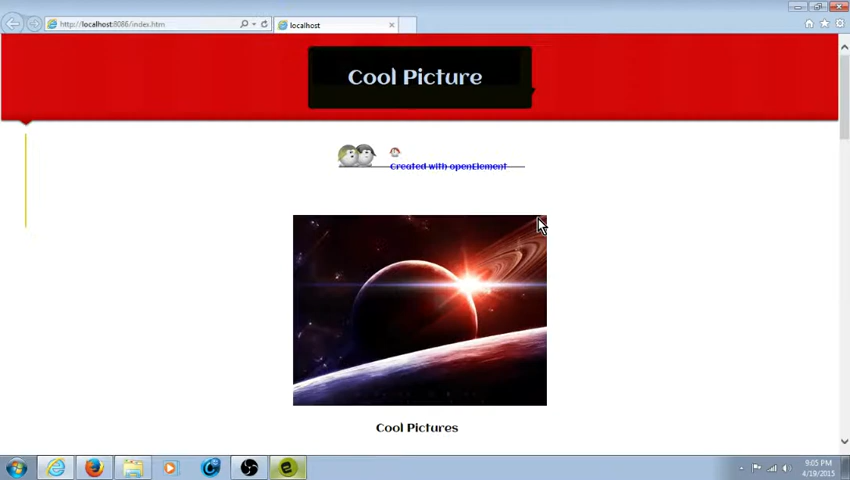 http://localhost:8086/index.htm
localhost
Cool Picture
Created with openElement
Cool Pictures
9:05 PM
4/19/2015